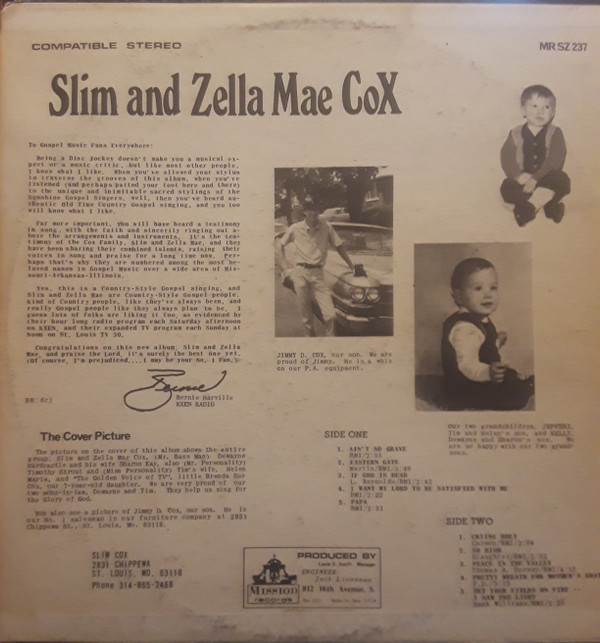 COMPATIBLE STEREO
MR SZ 237
Slim and Zella Mae Cox
To Gospel Music Fans Everywhere:
Being a Disc Jockey doesn't make you a musical ex-
pert or a music critic, but like most other people,
I know what I like. When you've allowed your stylus
to traverse the grooves of this album, when you've
listened (and perhaps patted your foot here and there)
to the unique and inimitable sacred stylings of the
Sunshine Gospel Singers, well, then you've heard au-
thentic Old Time Country Gospel singing, and you too
will know what I like.
Far more important, you will have heard a testimony
in song, with the faith and sincerity ringing out a-
bove the arrangements and instruments. It's the tes-
timony of the Cox Family, Slim and Zella Mae, and they
have been sharing their combined talents, raising their
voices in song and praise for a long time now. Per-
haps that's why they are numbered among the most be-
loved names in Gospel Music over a wide area of Mis-
souri-Arkansas-Illinois.
Yes, this is Country-Style Gospel singing, and
Slim and Zella Mae are Country-Style Gospel people,
kind of Country people, like they've always been, and
really Gospel people like they always plan to be. I
guess lots of folks are liking it too, as evidenced by
their hour long radio program each Saturday afternoon
on KXEN, and their expanded TV program each Sunday at
Noon on St. Louis TV 30.
Congratulations on this new album, Slim and Zella
Mae, and praise the Lord, it's surely the best one yet.
(Of course, I'm prejudiced....I may be your No. 1 Fan.)
Bernie
Bernie Harville
KXEN RADIO
JIMMY D. COX, our son. We are
proud of Jimmy. He is a whiz
on our P.A. equipment.
Our two grandchildren, JEFFERY,
Tim and Helen's son, and KELLY,
Dewayne and Sharon's son. We
are so happy with our two grand-
sons.
The Cover Picture
The picture on the cover of this album shows the entire
group, Slim and Zella Mae Cox, (Mr. Bass Man) Dewayne
Hardcastle and his wife Sharon Kay, also (Mr. Personality)
Timothy Stroud and (Miss Personality) Tim's wife, Helen
Marie, and "The Golden Voice of TV", little Brenda Sue
Cox, our 7-year-old daughter. We are very proud of our
two sons-in-law, Dewayne and Tim. They help us sing for
the Glory of God.
You also see a picture of Jimmy D. Cox, our son. He is
our No. 1 salesman in our furniture company at 2831
Chippewa St., St. Louis, Mo. 63118.
SLIM COX
2831 CHIPPEWA
ST. LOUIS, MO. 63118
Phone 314-865-2468
SIDE ONE
1. AIN'T NO GRAVE
2. EASTERN GATE
3. IF GOD IS DEAD
4. I WANT MY LORD TO BE SATISFIED WITH ME
5. PAPA
SIDE TWO
1. CRYING HOLY
2. SO HIGH
3. PEACE IN THE VALLEY
4. PRETTY WREATH FOR MOTHER'S
5.
I SAW THE LIGHT
Hank Williams
MISSION
records
PRODUCED BY
ENGINEER
812 16th Avenue, S.